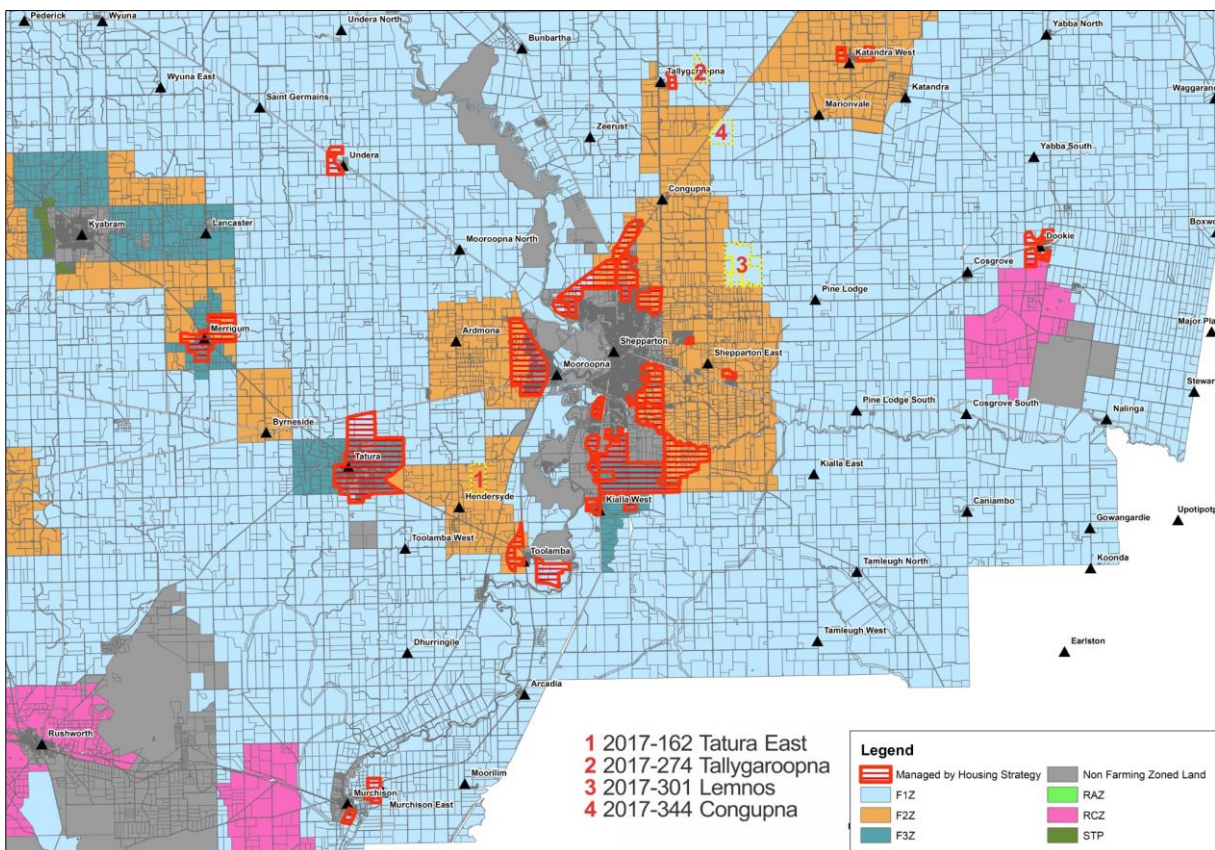 Pederick
Wyuna
Undera North
Bunbartha
Yabba North
Katandra West
Wyuna East
Tallygaroopna
2
Saint Germains
Katandra
Marionvale
4
Zeerust
Undera
Yabba South
Congupna
Kyabram
Lancaster
Mooroopna North
Dookie
3
Cosgrove
Pine Lodge
Merrigum
Ardmona
Shepparton
Shepparton East
Mooroopna
Pine Lodge South
Cosgrove South
Nalinga
Byrneside
Tatura
1
Kialla East
Hendersyde
Kialla West
Caniambo
Gowangardie
Toolamba West
Toolamba
Koonda
Tamleugh North
Dhurringile
Tamleugh West
Earlston
Arcadia
Rushworth
Moorilim
Murchison
Murchison East
1 2017-162 Tatura East
2 2017-274 Tallygaroopna
3 2017-301 Lemnos
4 2017-344 Congupna
Legend
Managed by Housing Strategy
F1Z
F2Z
F3Z
Non Farming Zoned Land
RAZ
RCZ
STP